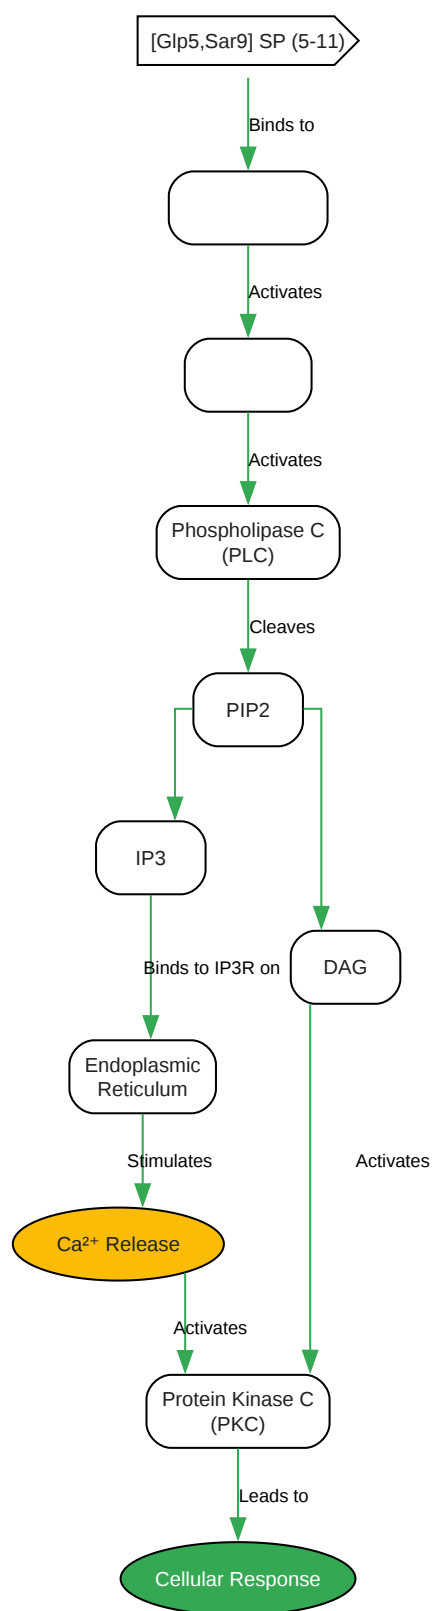 [Glp5,Sar9] SP (5-11)
Binds to
Activates
Activates
Phospholipase C
(PLC)
Cleaves
PIP2
IP3
Binds to IP3R on
DAG
Endoplasmic
Reticulum
Stimulates
Activates
Ca²⁺ Release
Activates
Protein Kinase C
(PKC)
Leads to
Cellular Response